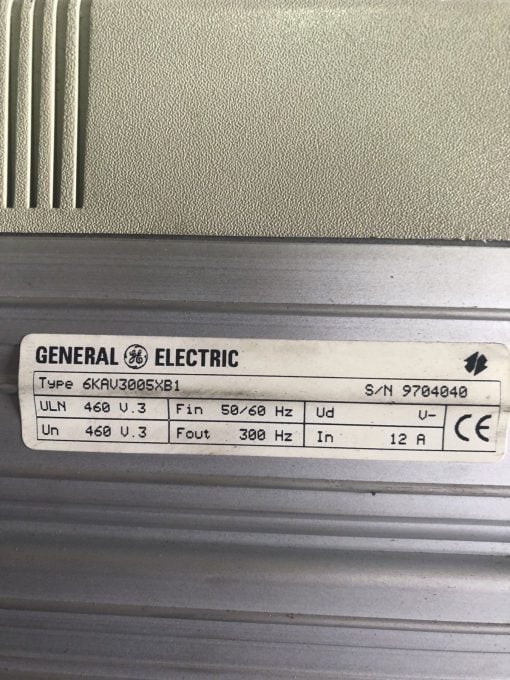 GENERAL GE ELECTRIC
Type 6KAV3005XB1 S/N 9704040
ULN 460 V.3 Fin 50/60 Hz Ud V- CE
Un 460 V.3 Fout 300 Hz In 12 A